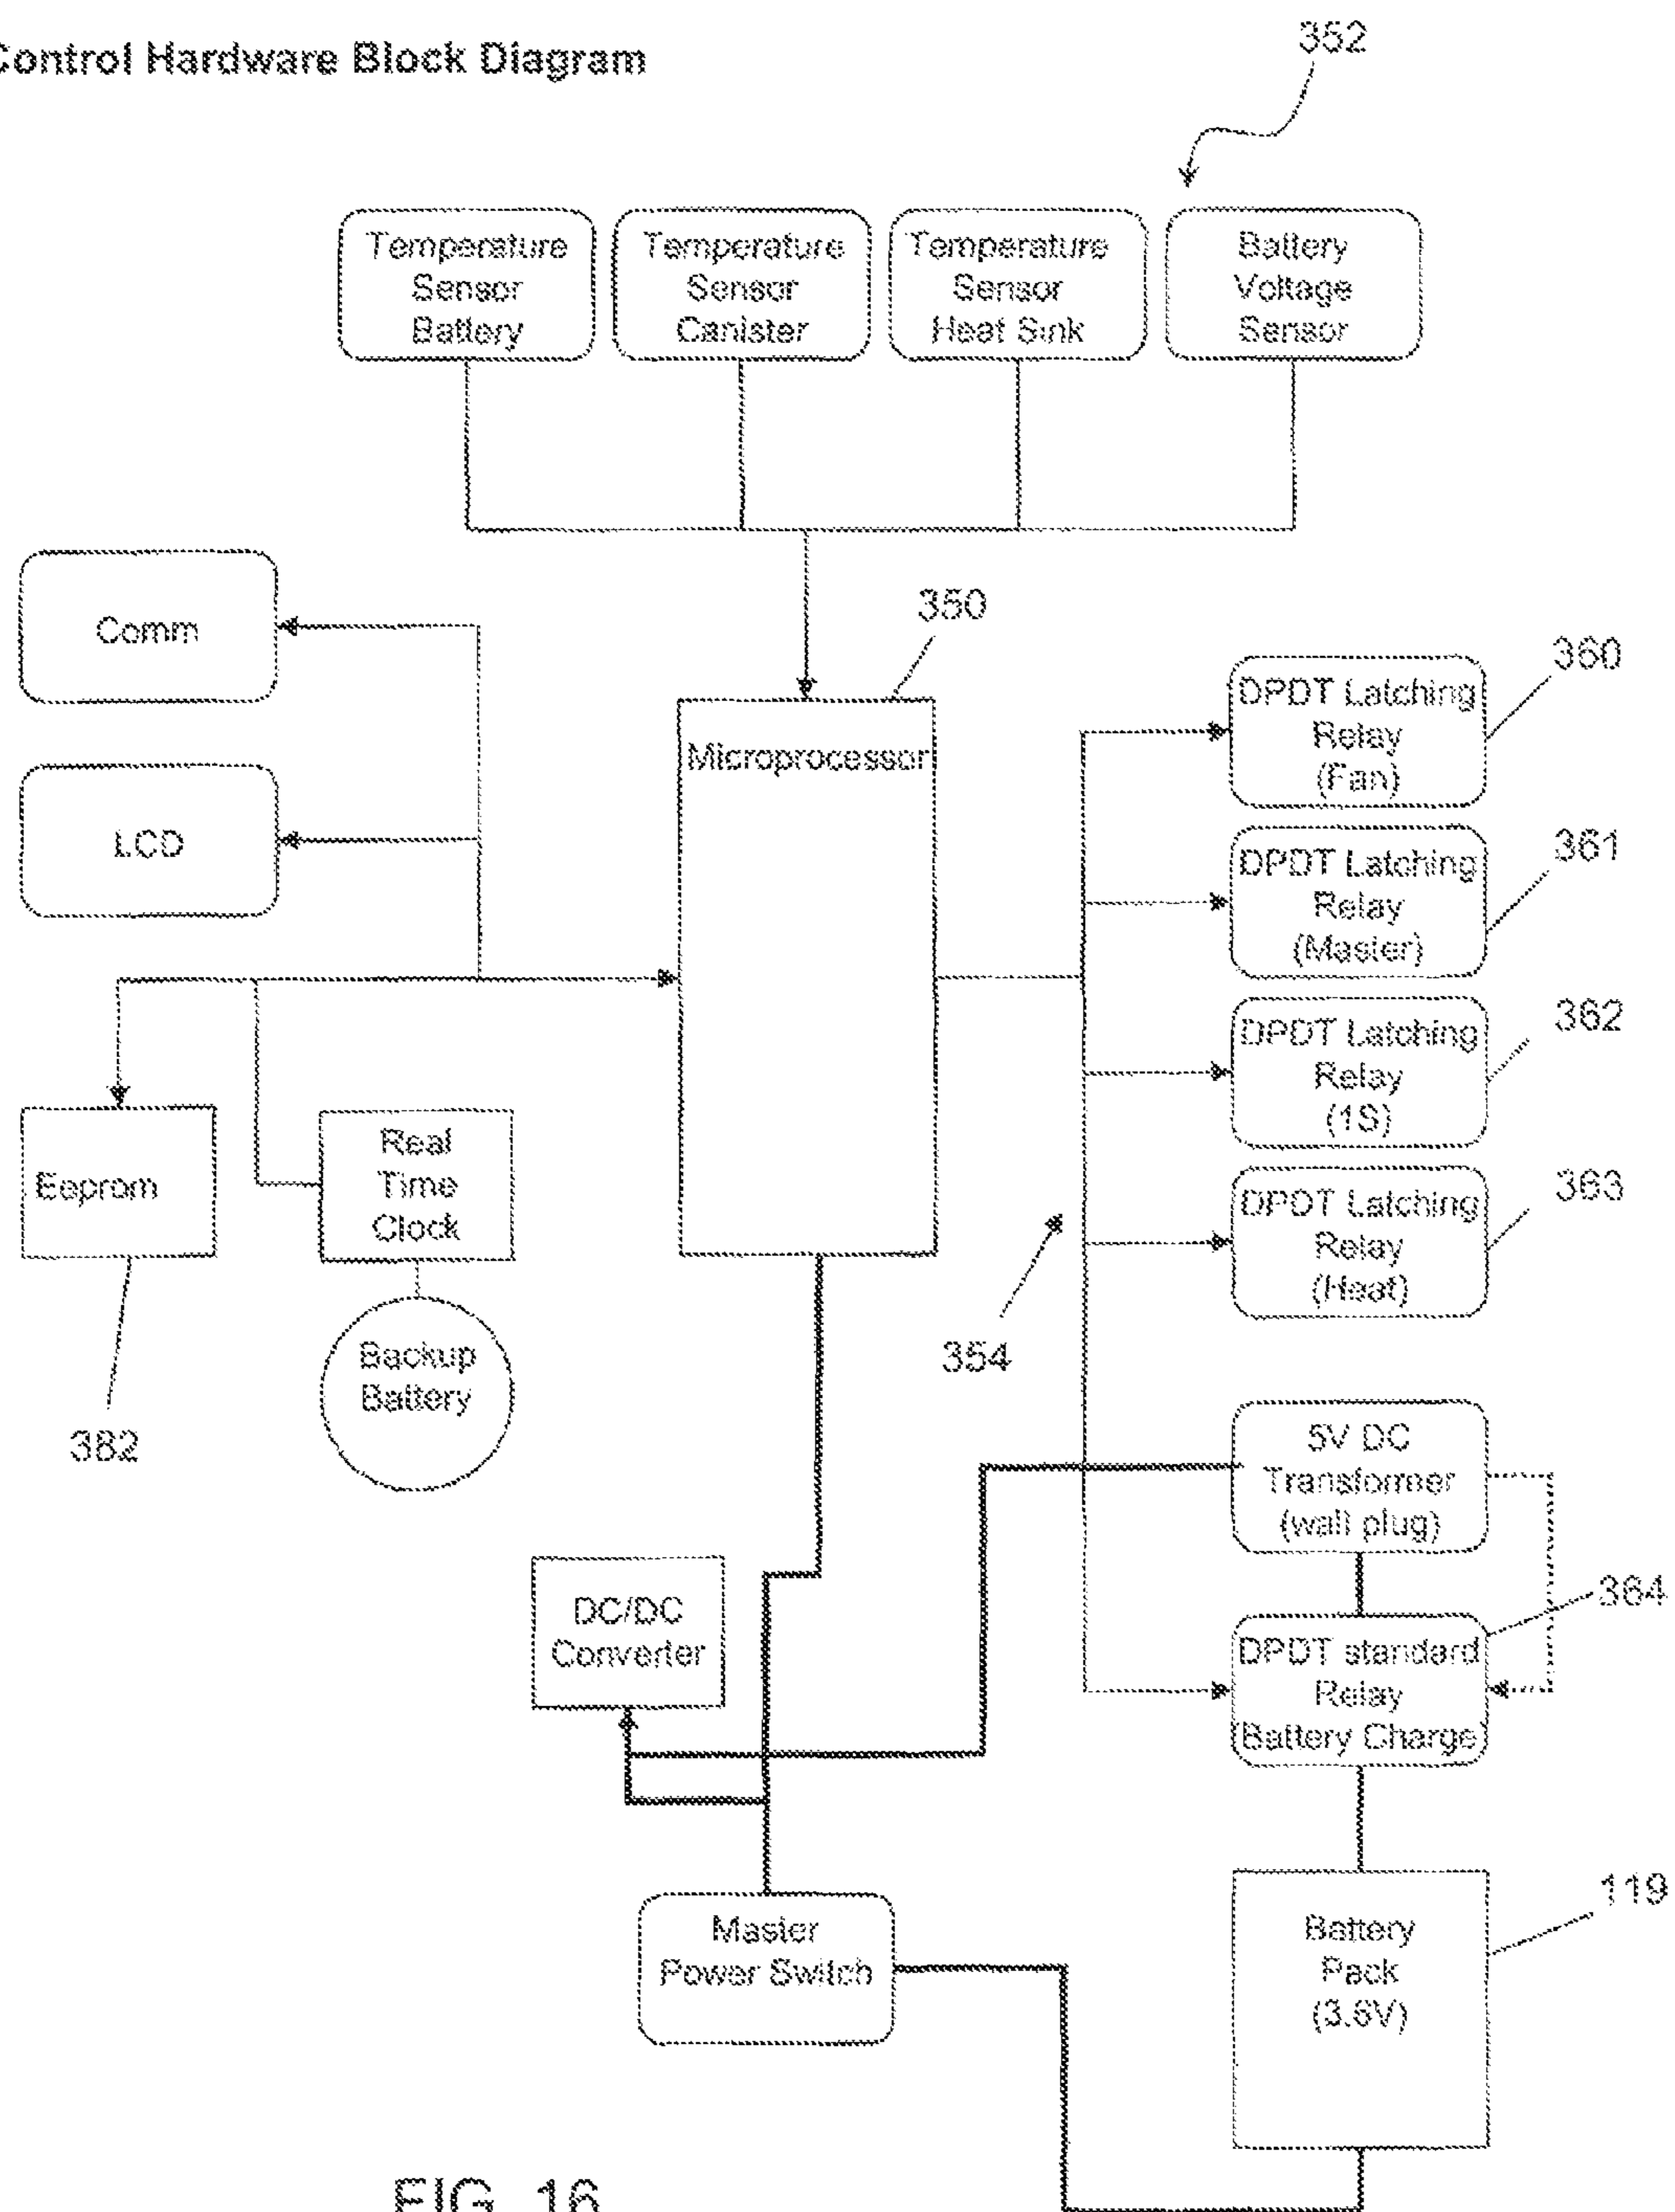 Control Hardware Block Diagram
352
Temperature
Sensor
Battery
Temperature
Sensor
Canister
Temperature
Sensor
Heat Sink
Battery
Voltage
Sensor
Comm
LCD
350
Microprocessor
DPDT Latching
Relay
(Fan)
360
DPDT Latching
Relay
(Master)
361
DPDT Latching
Relay
(1S)
362
DPDT Latching
Relay
(Heat)
363
354
Eeprom
382
Real
Time
Clock
Backup
Battery
5V DC
Transformer
(wall plug)
DPDT standard
Relay
(Battery Charge)
364
DC/DC
Converter
Master
Power Switch
Battery
Pack
(3.6V)
119
FIG. 16